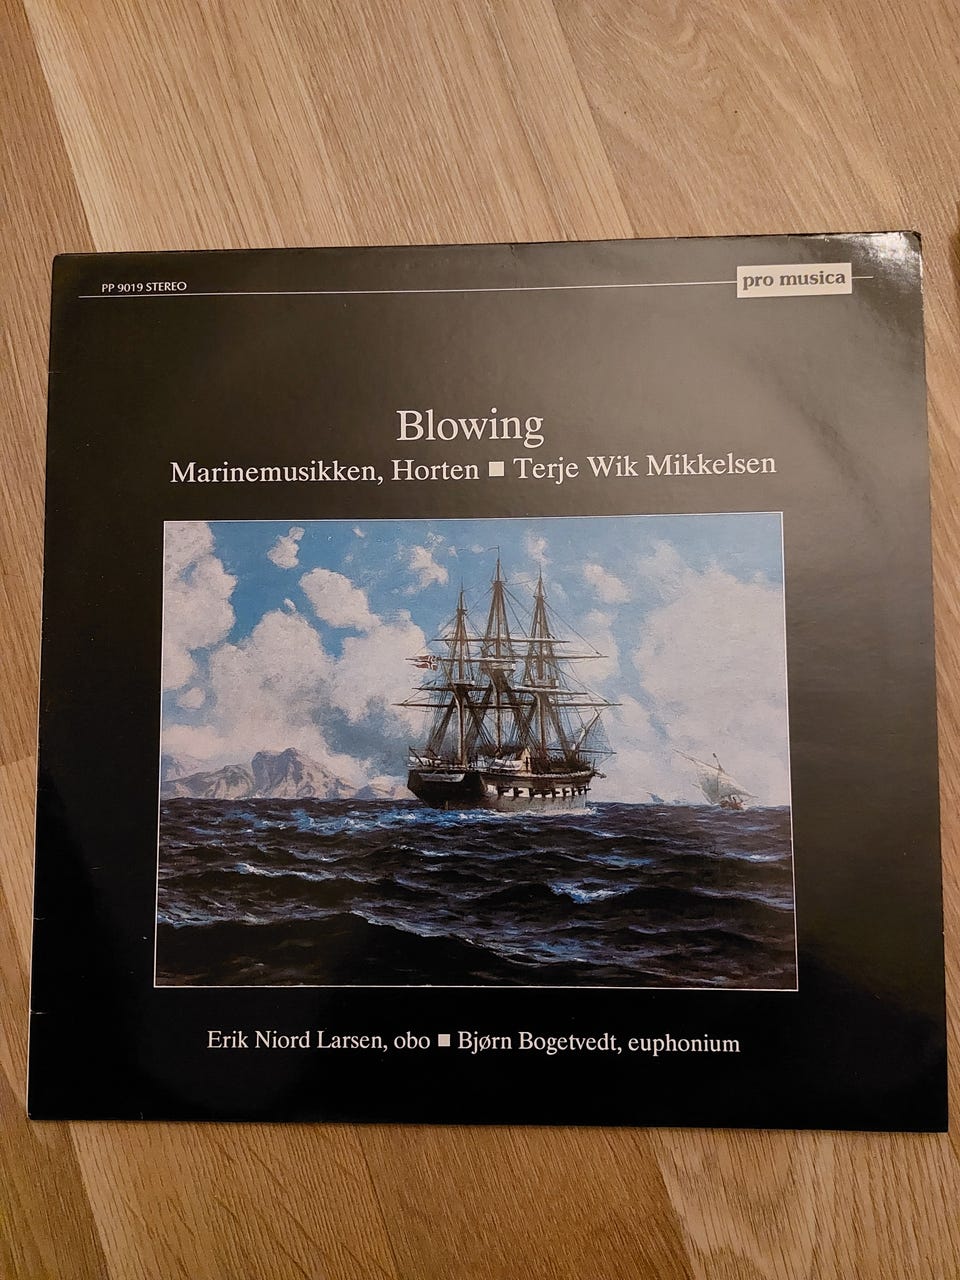 PP 9019 STEREO
pro musica
Blowing
Marinemusikken, Horten ■ Terje Wik Mikkelsen
Erik Niord Larsen, obo ■ Bjørn Bogetvedt, euphonium